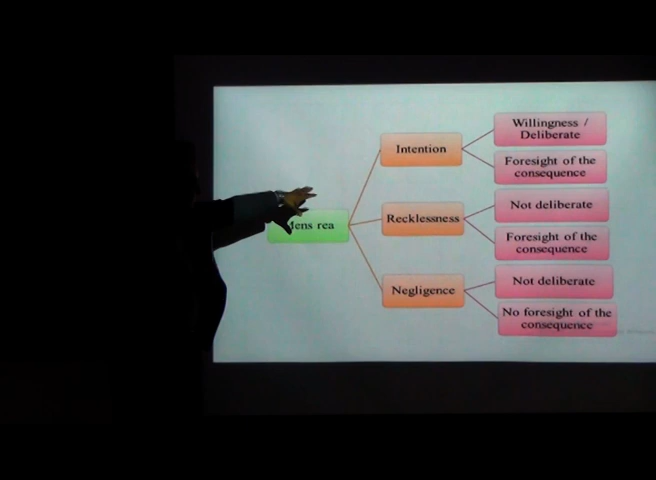 Willingness /
Deliberate
Intention
Foresight of the
consequence
Not deliberate
Mens rea
Recklessness
Foresight of the
consequence
Not deliberate
Negligence
No foresight of the
consequence